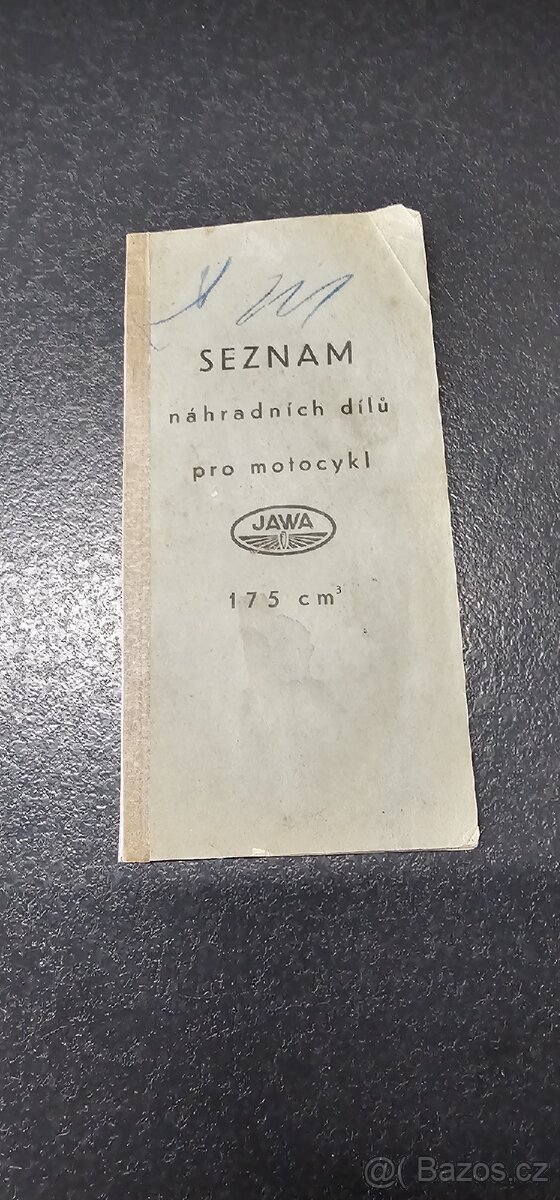 SEZNAM
náhradních dílů
pro motocykl
JAWA
175 cm³
@( Bazos.cz